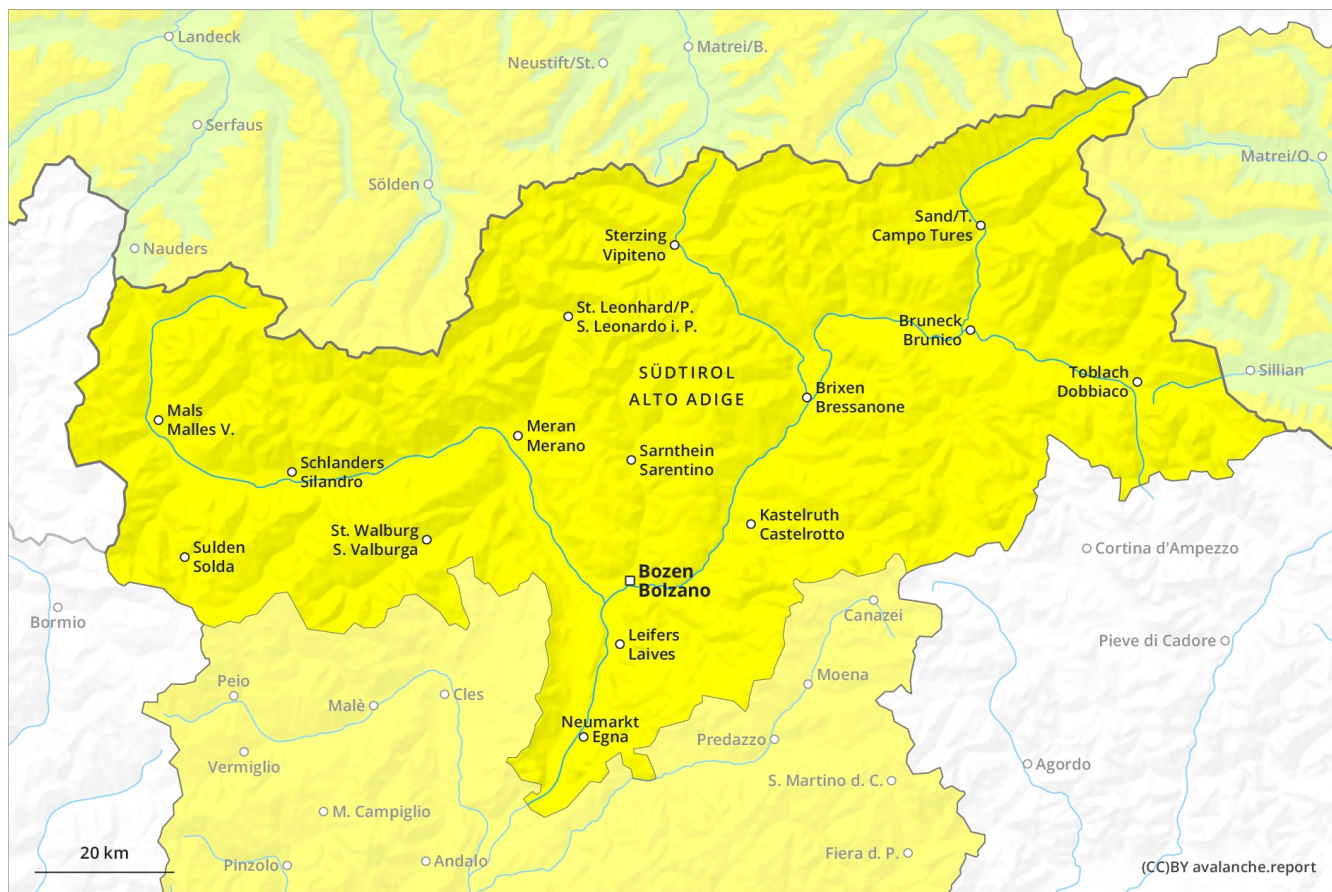 Landeck
Matrei/B.
Neustift/St.
Serfaus
Matrei/O.
Sölden
Sand/T.
Campo Tures
Sterzing
Vipiteno
Nauders
St. Leonhard/P.
S. Leonardo i. P.
Bruneck
Brunico
SÜDTIROL
ALTO ADIGE
Toblach
Dobbiaco
Sillian
Brixen
Bressanone
Mals
Malles V.
Meran
Merano
Sarnthein
Sarentino
Schlanders
Silandro
Kastelruth
Castelrotto
St. Walburg
S. Valburga
Sulden
Solda
Cortina d'Ampezzo
Bozen
Bolzano
Bormio
Canazei
Leifers
Laives
Pieve di Cadore
Peio
Moena
Malè
Cles
Neumarkt
Egna
Predazzo
Vermiglio
Agordo
S. Martino d. C.
M. Campiglio
20 km
Andalo
Pinzolo
Fiera d. P.
(CC)BY avalanche.report